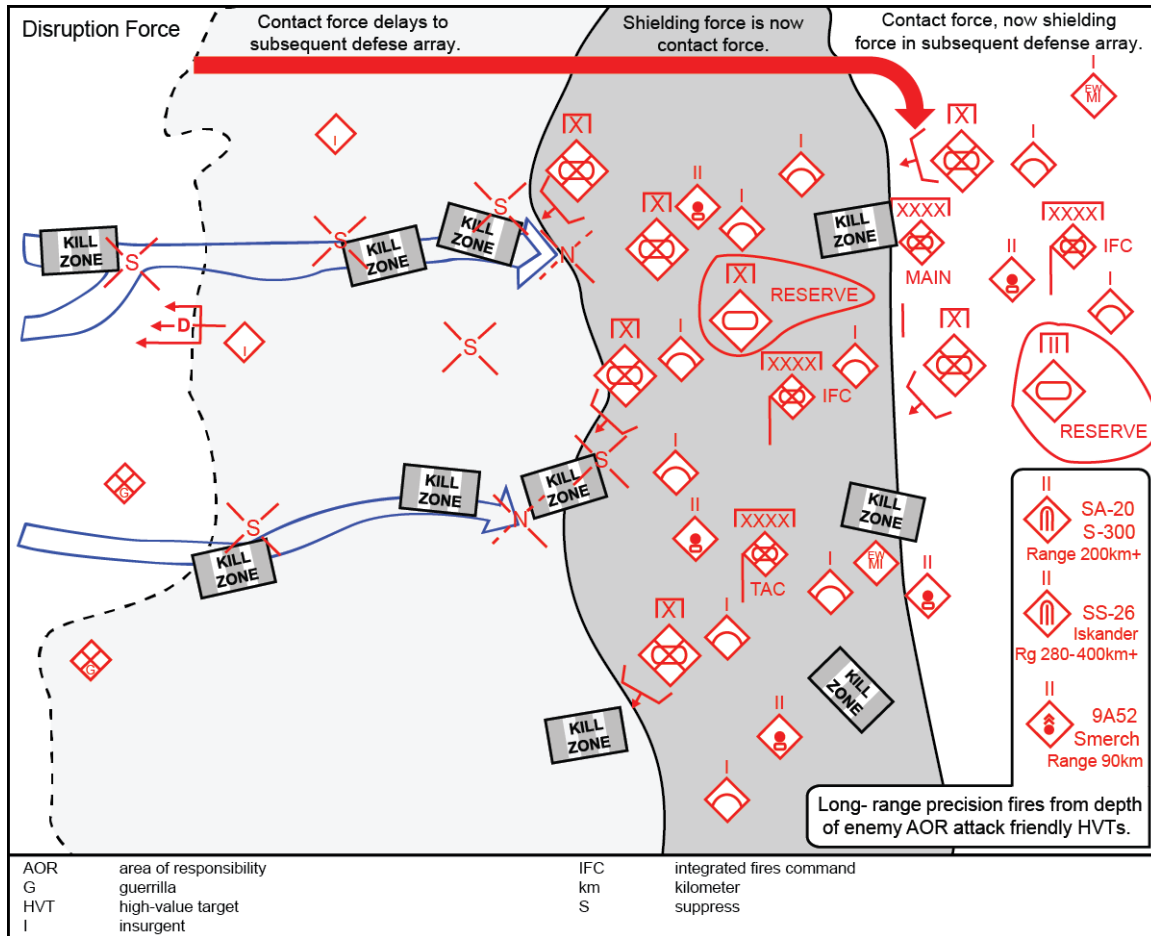 Disruption Force
Contact force delays to
subsequent defese array.
Shielding force is now
contact force.
Contact force, now shielding
force in subsequent defense array.
I
EW
MI
I
X
X
I
I
II
S
X
I
KILL
ZONE
S
KILL
ZONE
S
KILL
ZONE
N
KILL
ZONE
XXXX
MAIN
II
XXXX
IFC
I
X
RESERVE
D
I
S
X
I
XXXX
IFC
I
X
II
RESERVE
G
S
KILL
ZONE
KILL
ZONE
N
KILL
ZONE
S
I
II
XXXX
TAC
I
EW
MI
KILL
ZONE
II
G
X
I
KILL
ZONE
KILL
ZONE
II
I
II
SA-20
S-300
Range 200km+
II
SS-26
Iskander
Rg 280-400km+
II
9A52
Smerch
Range 90km
Long- range precision fires from depth
of enemy AOR attack friendly HVTs.
AOR area of responsibility
G guerrilla
HVT high-value target
I insurgent
IFC integrated fires command
km kilometer
S suppress